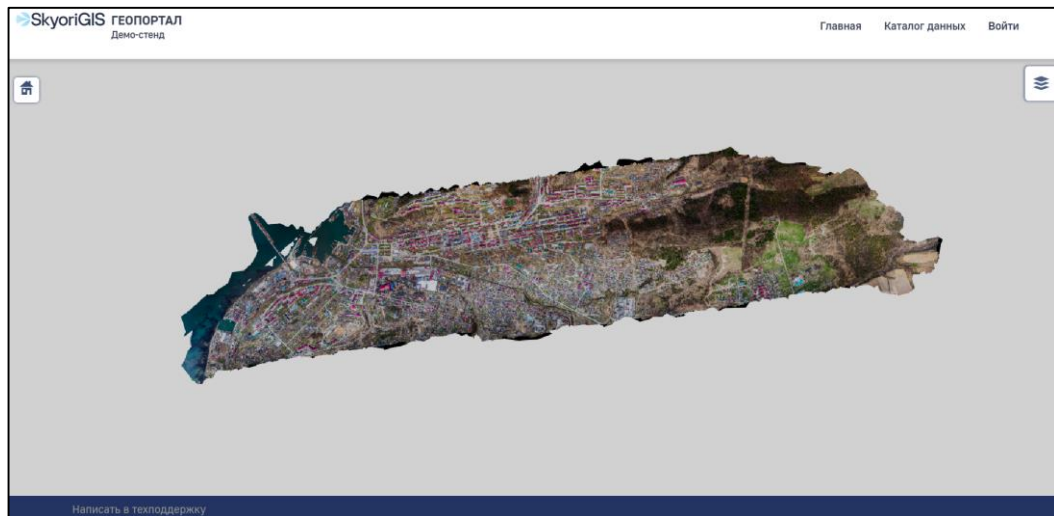 SkyoriGIS ГЕОПОРТАЛ
Демо-стенд
Главная Каталог данных Войти
Написать в техподдержку